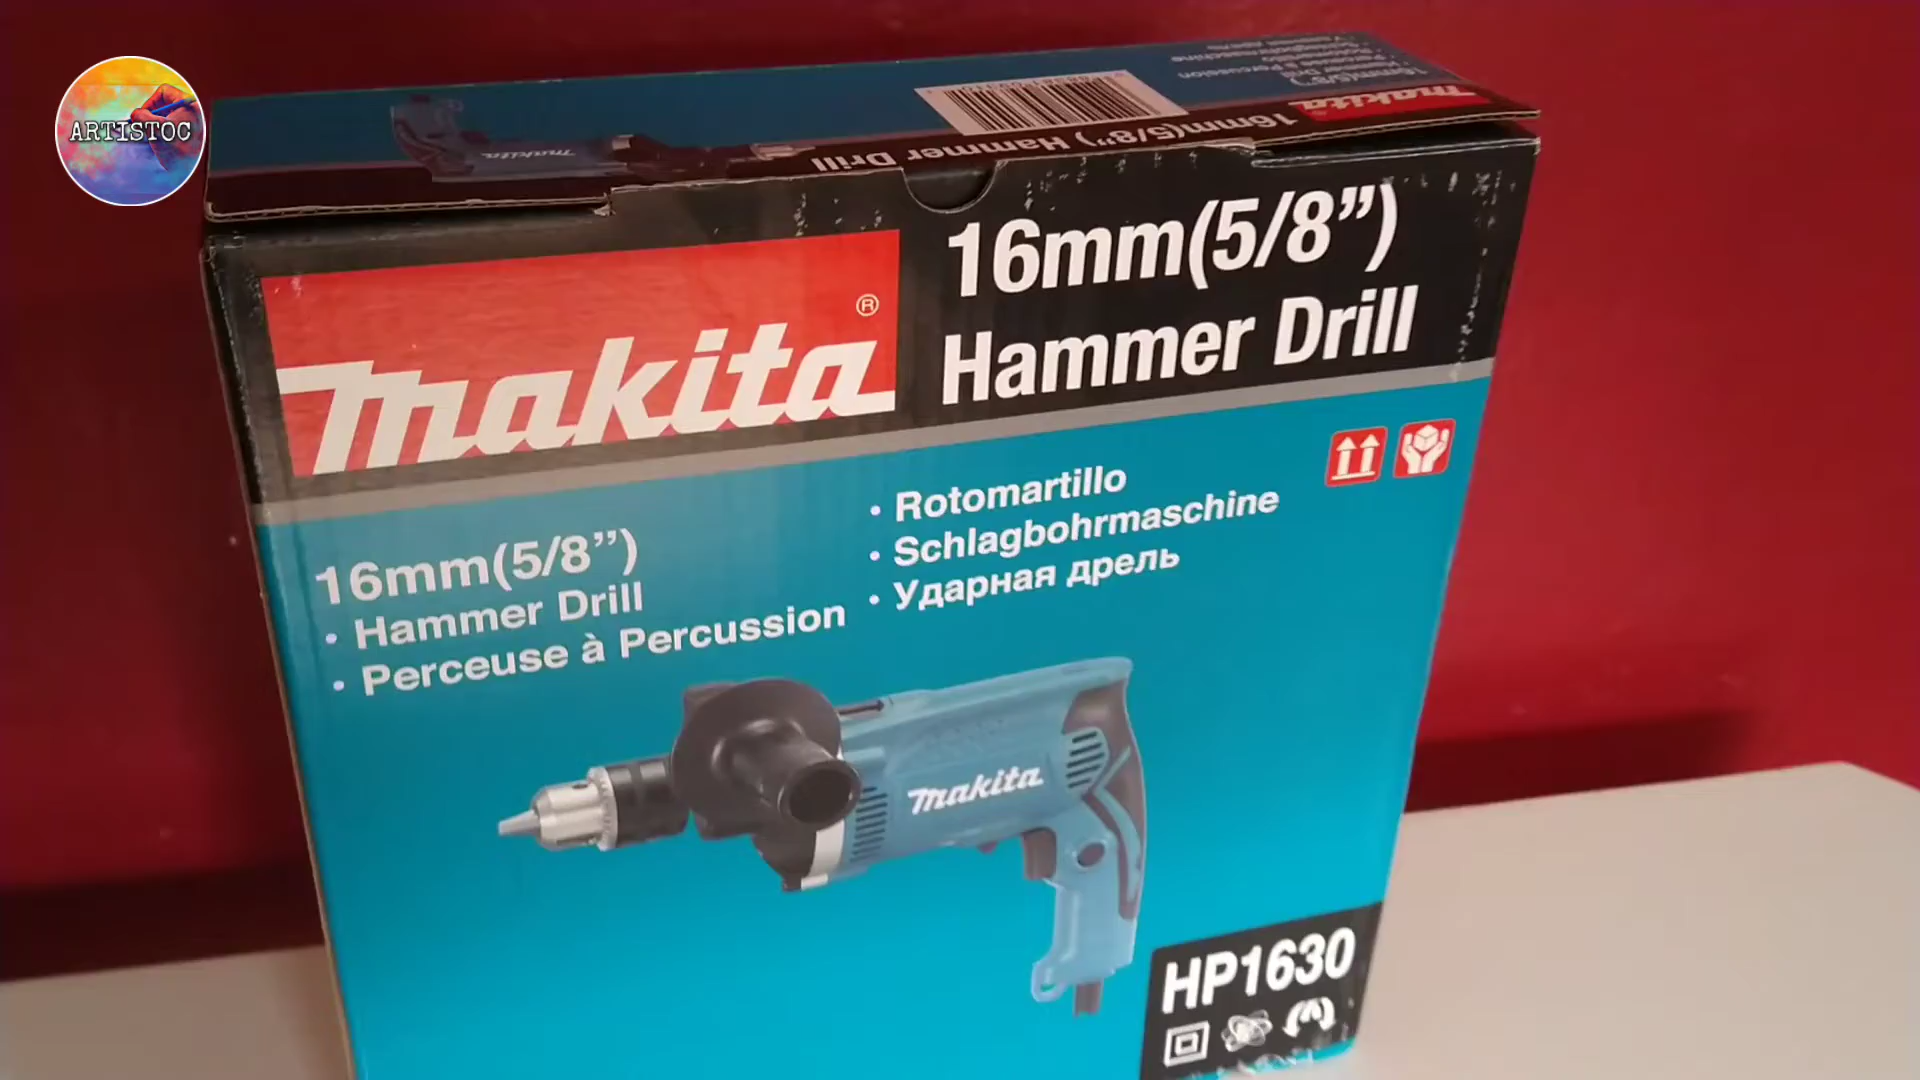 ARTISTOC
makita
16mm(5/8”) Hammer Drill
makita
16mm(5/8”)
Hammer Drill
makita®
16mm(5/8”)
• Hammer Drill
• Perceuse à Percussion
• Rotomartillo
• Schlagbohrmaschine
• Ударная дрель
makita
HP1630